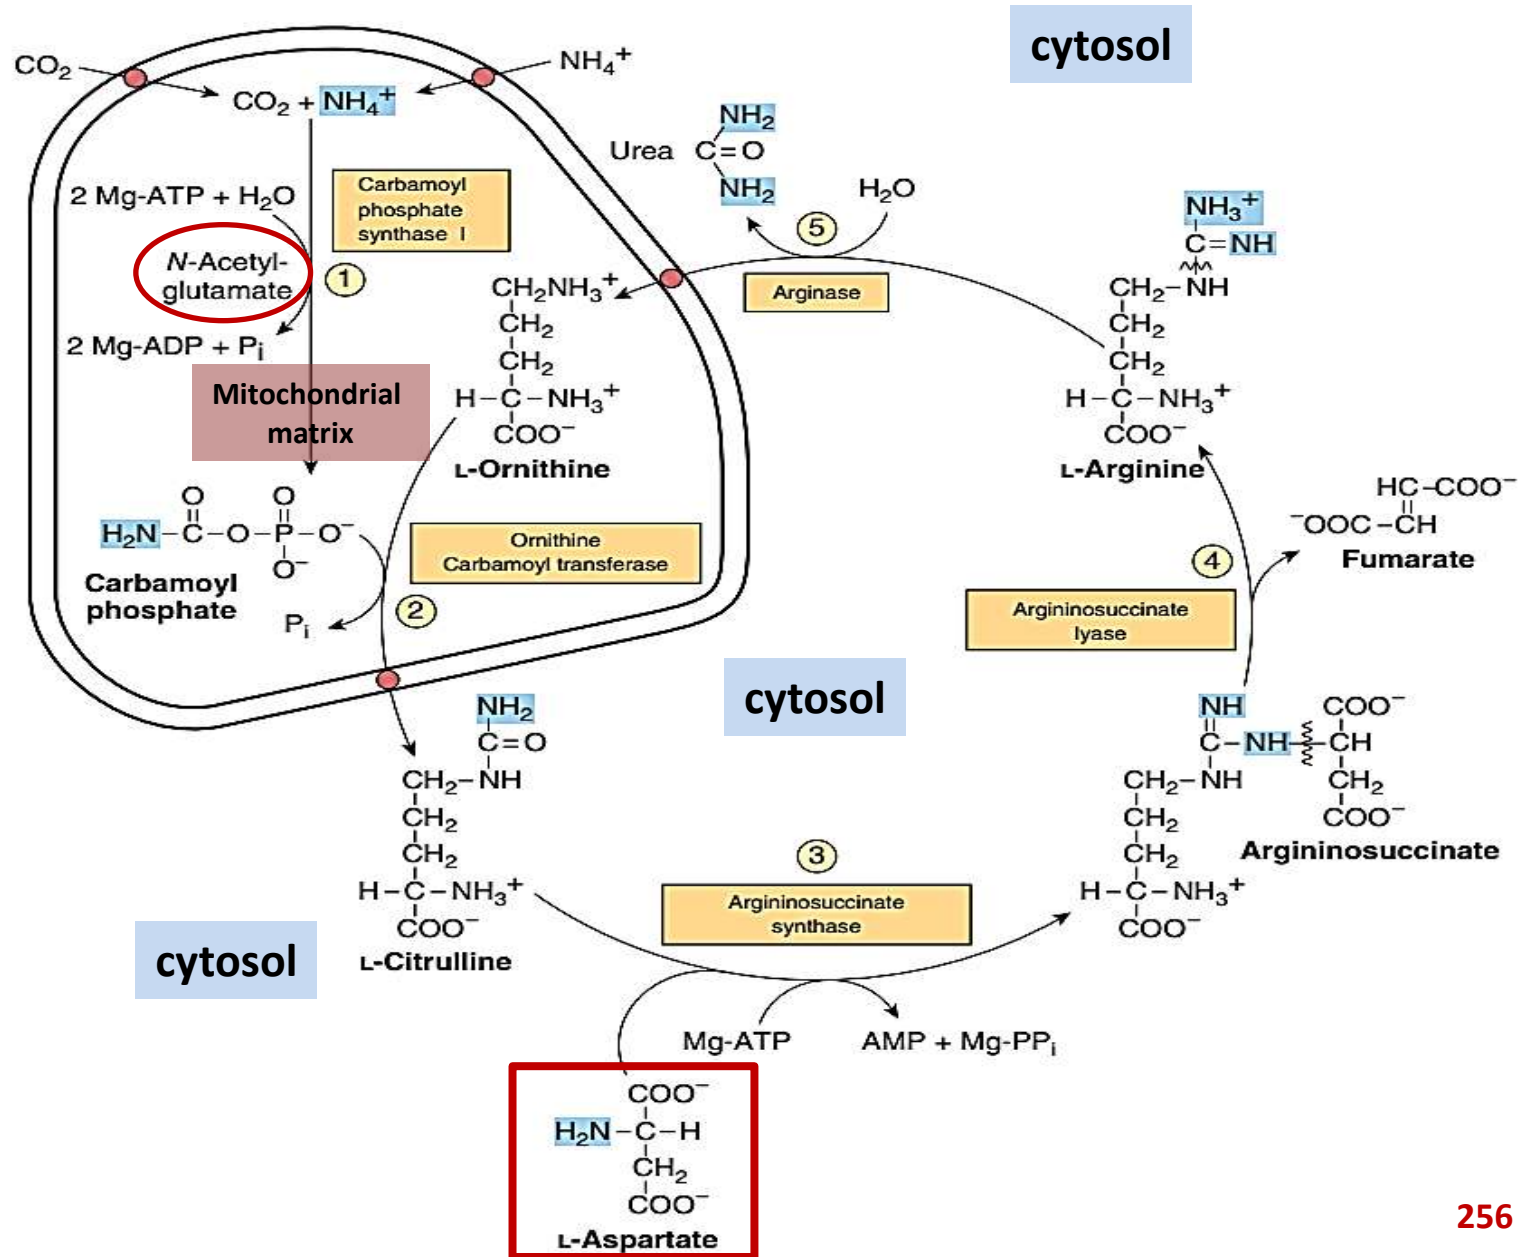 cytosol
CO₂
NH₄⁺
CO₂ + NH₄⁺
2 Mg-ATP + H₂O
Carbamoyl
phosphate
synthase I
N-Acetyl-
glutamate
1
2 Mg-ADP + Pᵢ
Mitochondrial
matrix
NH₂
Urea C=O
NH₂
H₂O
5
Arginase
CH₂NH₃⁺
CH₂
CH₂
H–C–NH₃⁺
COO⁻
L-Ornithine
NH₃⁺
C=NH
CH₂–NH
CH₂
CH₂
H–C–NH₃⁺
COO⁻
L-Arginine
O O
H₂N–C–O–P–O⁻
O⁻
Carbamoyl
phosphate
Pᵢ
Ornithine
Carbamoyl transferase
2
HC–COO⁻
⁻OOC–CH
Fumarate
4
Argininosuccinate
lyase
cytosol
NH₂
C=O
CH₂–NH
CH₂
CH₂
H–C–NH₃⁺
COO⁻
L-Citrulline
cytosol
3
Argininosuccinate
synthase
NH COO⁻
C–NH–CH
CH₂–NH CH₂
CH₂ COO⁻
CH₂ Argininosuccinate
H–C–NH₃⁺
COO⁻
Mg-ATP
AMP + Mg-PPᵢ
COO⁻
H₂N–C–H
CH₂
COO⁻
L-Aspartate
256